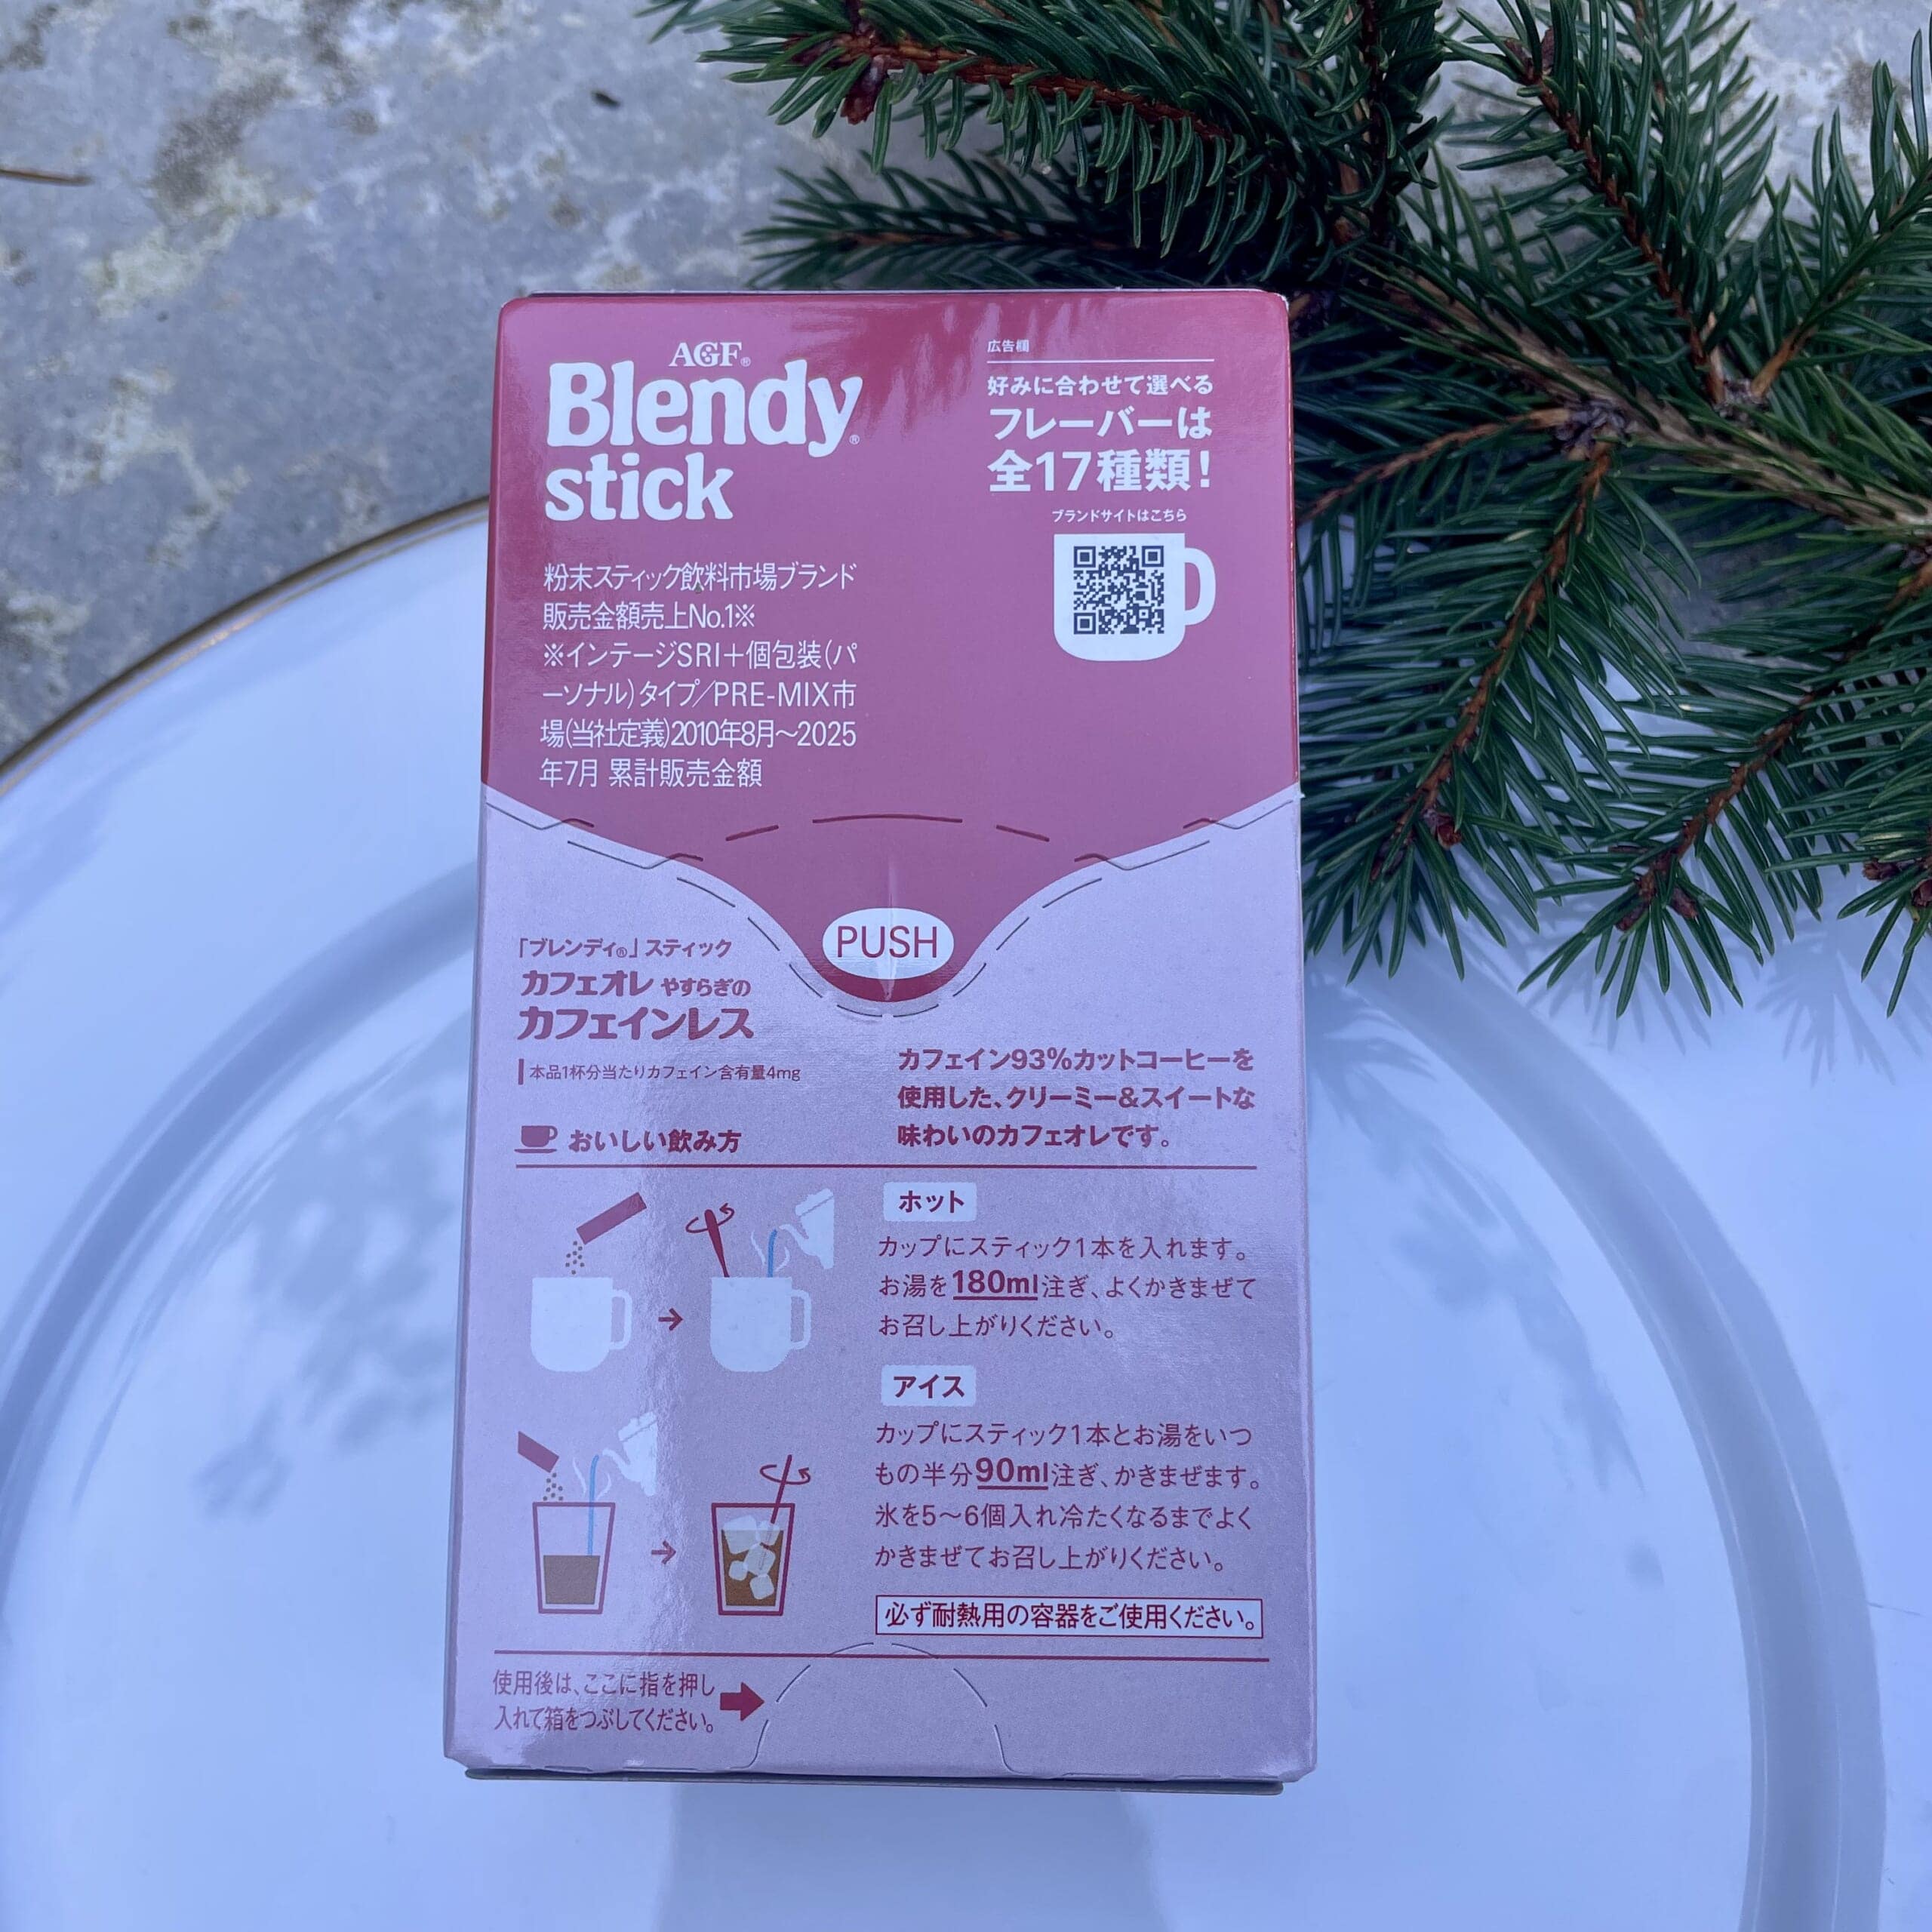 AGF®
Blendy®
stick
粉末スティック飲料市場ブランド
販売金額売上No.1※
※インテージSRI＋個包装(パ
ーソナル)タイプ/PRE-MIX市
場(当社定義)2010年8月〜2025
年7月 累計販売金額
広告欄
好みに合わせて選べる
フレーバーは
全17種類!
ブランドサイトはこちら
PUSH
「ブレンディ®」スティック
カフェオレ やすらぎの
カフェインレス
本品1杯分当たりカフェイン含有量4mg
カフェイン93%カットコーヒーを
使用した、クリーミー&スイートな
味わいのカフェオレです。
おいしい飲み方
ホット
カップにスティック1本を入れます。
お湯を180ml注ぎ、よくかきまぜて
お召し上がりください。
アイス
カップにスティック1本とお湯をいつ
もの半分90ml注ぎ、かきまぜます。
氷を5〜6個入れ冷たくなるまでよく
かきまぜてお召し上がりください。
必ず耐熱用の容器をご使用ください。
使用後は、ここに指を押し
入れて箱をつぶしてください。